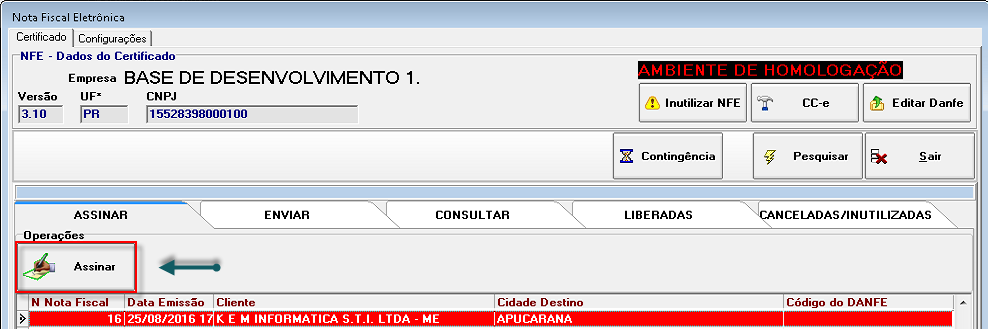 Nota Fiscal Eletrônica
Certificado Configurações
NFE - Dados do Certificado
Empresa BASE DE DESENVOLVIMENTO 1.
AMBIENTE DE HOMOLOGAÇÃO
Versão UF* CNPJ
3.10 PR 15528398000100
Inutilizar NFE CC-e Editar Danfe
Contingência Pesquisar Sair
ASSINAR ENVIAR CONSULTAR LIBERADAS CANCELADAS/INUTILIZADAS
Operações
Assinar
N Nota Fiscal Data Emissão Cliente Cidade Destino Código do DANFE
16 25/08/2016 17 K E M INFORMATICA S.T.I. LTDA - ME APUCARANA